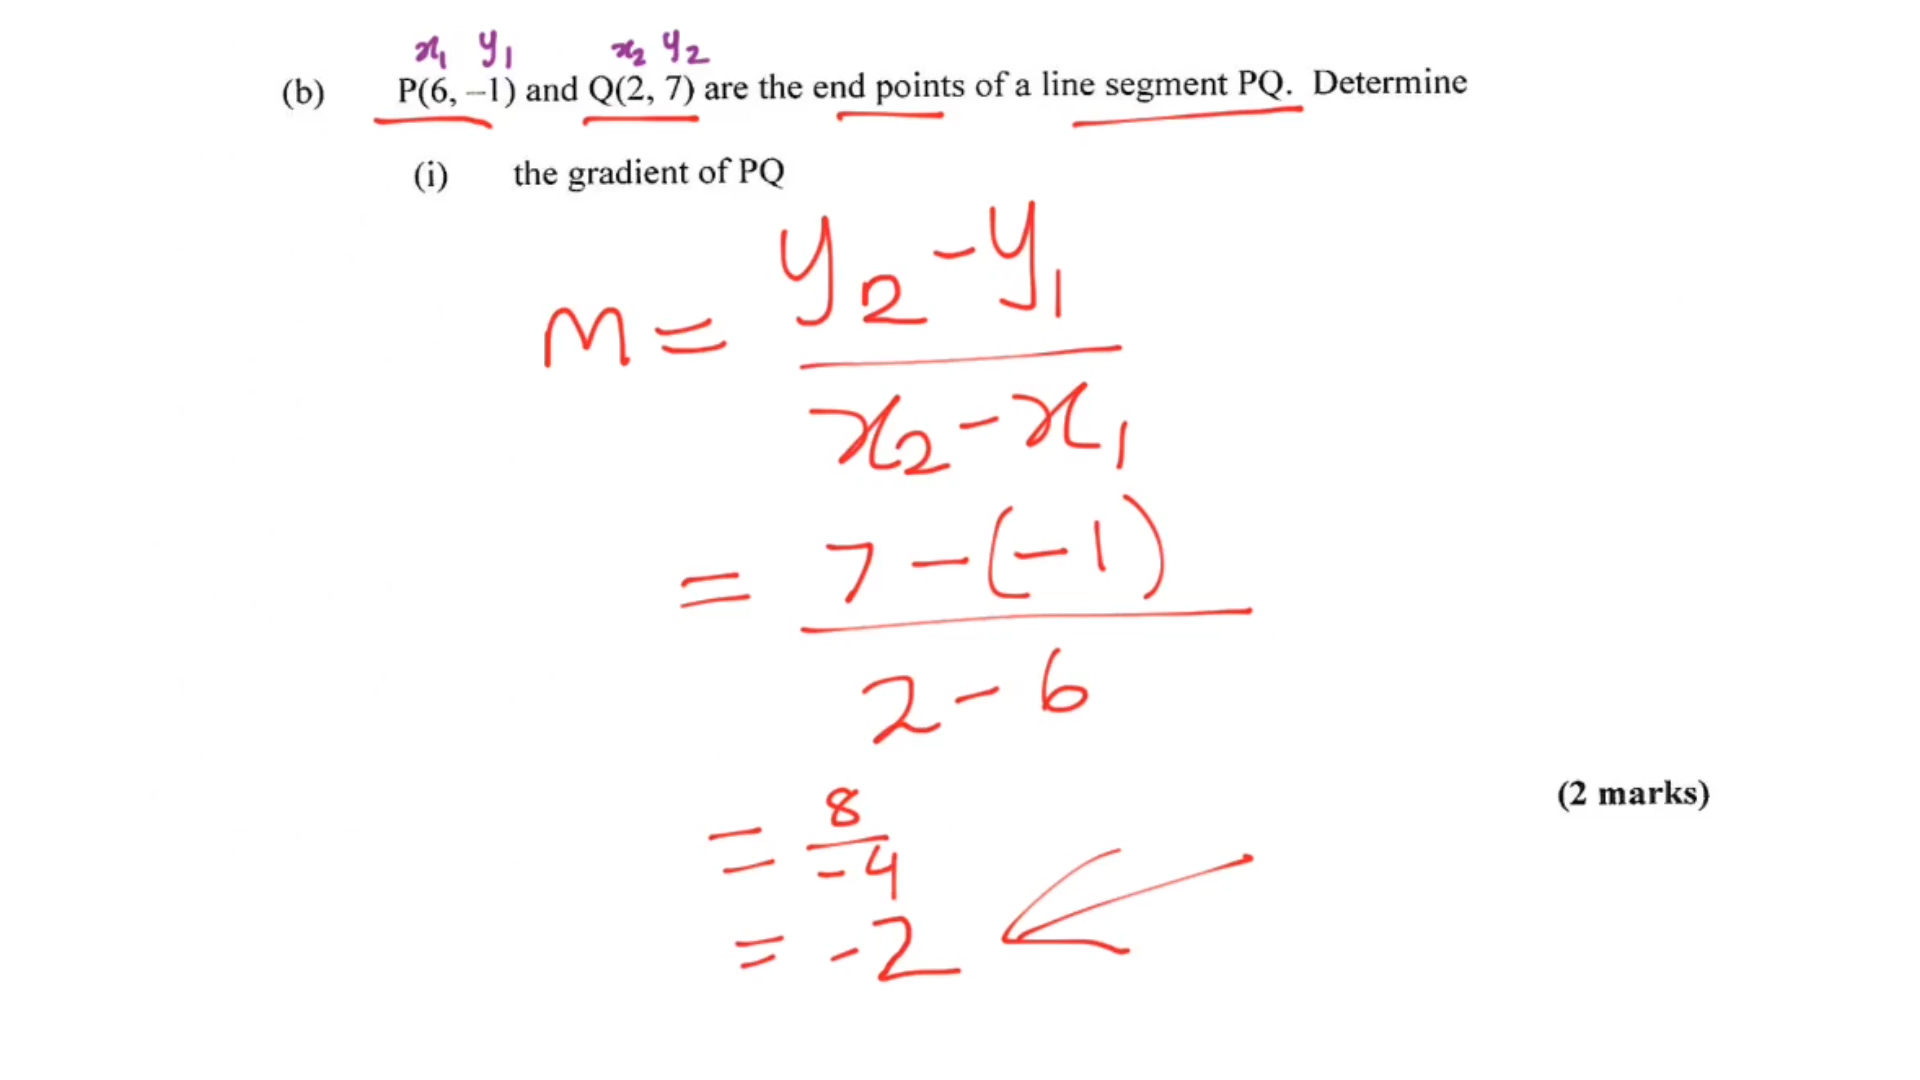 x₁ y₁ x₂ y₂
(b) P(6, –1) and Q(2, 7) are the end points of a line segment PQ. Determine
(i) the gradient of PQ
y₂ - y₁
m =
x₂ - x₁
7 - (-1)
=
2 - 6
(2 marks)
8
=
-4
= -2